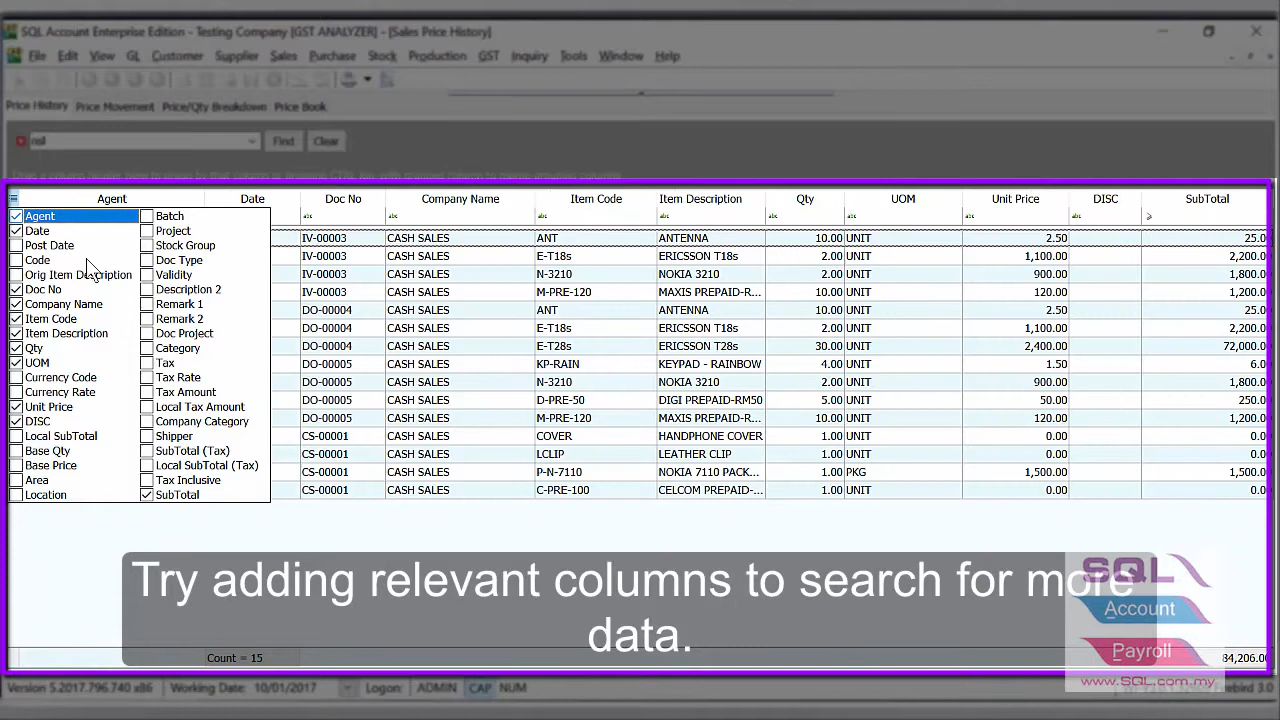 SQL Account Enterprise Edition - Testing Company [GST ANALYZER] - [Sales Price History]
File Edit View GL Customer Supplier Sales Purchase Stock Production GST Inquiry Tools Window Help
Price History Price Movement Price/Qty Breakdown Price Book
Find Clear
Agent Date Doc No Company Name Item Code Item Description Qty UOM Unit Price DISC SubTotal
Agent Batch
Date Project
Post Date Stock Group
Code Doc Type
Orig Item Description Validity
Doc No Description 2
Company Name Remark 1
Item Code Remark 2
Item Description Doc Project
Qty Category
UOM Tax
Currency Code Tax Rate
Currency Rate Tax Amount
Unit Price Local Tax Amount
DISC Company Category
Local SubTotal Shipper
Base Qty SubTotal (Tax)
Base Price Local SubTotal (Tax)
Area Tax Inclusive
Location SubTotal
IV-00003 CASH SALES ANT ANTENNA 10.00 UNIT 2.50 25.0
IV-00003 CASH SALES E-T18s ERICSSON T18s 2.00 UNIT 1,100.00 2,200.0
IV-00003 CASH SALES N-3210 NOKIA 3210 2.00 UNIT 900.00 1,800.0
IV-00003 CASH SALES M-PRE-120 MAXIS PREPAID-R... 10.00 UNIT 120.00 1,200.0
DO-00004 CASH SALES ANT ANTENNA 10.00 UNIT 2.50 25.0
DO-00004 CASH SALES E-T18s ERICSSON T18s 2.00 UNIT 1,100.00 2,200.0
DO-00004 CASH SALES E-T28s ERICSSON T28s 30.00 UNIT 2,400.00 72,000.0
DO-00005 CASH SALES KP-RAIN KEYPAD - RAINBOW 4.00 UNIT 1.50 6.0
DO-00005 CASH SALES N-3210 NOKIA 3210 2.00 UNIT 900.00 1,800.0
DO-00005 CASH SALES D-PRE-50 DIGI PREPAID-RM50 5.00 UNIT 50.00 250.0
DO-00005 CASH SALES M-PRE-120 MAXIS PREPAID-R... 10.00 UNIT 120.00 1,200.0
CS-00001 CASH SALES COVER HANDPHONE COVER 1.00 UNIT 0.00 0.0
CS-00001 CASH SALES LCLIP LEATHER CLIP 1.00 UNIT 0.00 0.0
CS-00001 CASH SALES P-N-7110 NOKIA 7110 PACK... 1.00 PKG 1,500.00 1,500.0
CS-00001 CASH SALES C-PRE-100 CELCOM PREPAID-... 1.00 UNIT 0.00 0.0
Try adding relevant columns to search for more
data.
SQL
Account
Payroll
www.SQL.com.my
Count = 15 84,206.0
Version 5.2017.796.740 x86 Working Date: 10/01/2017 Logon: ADMIN CAP NUM Firebird 3.0